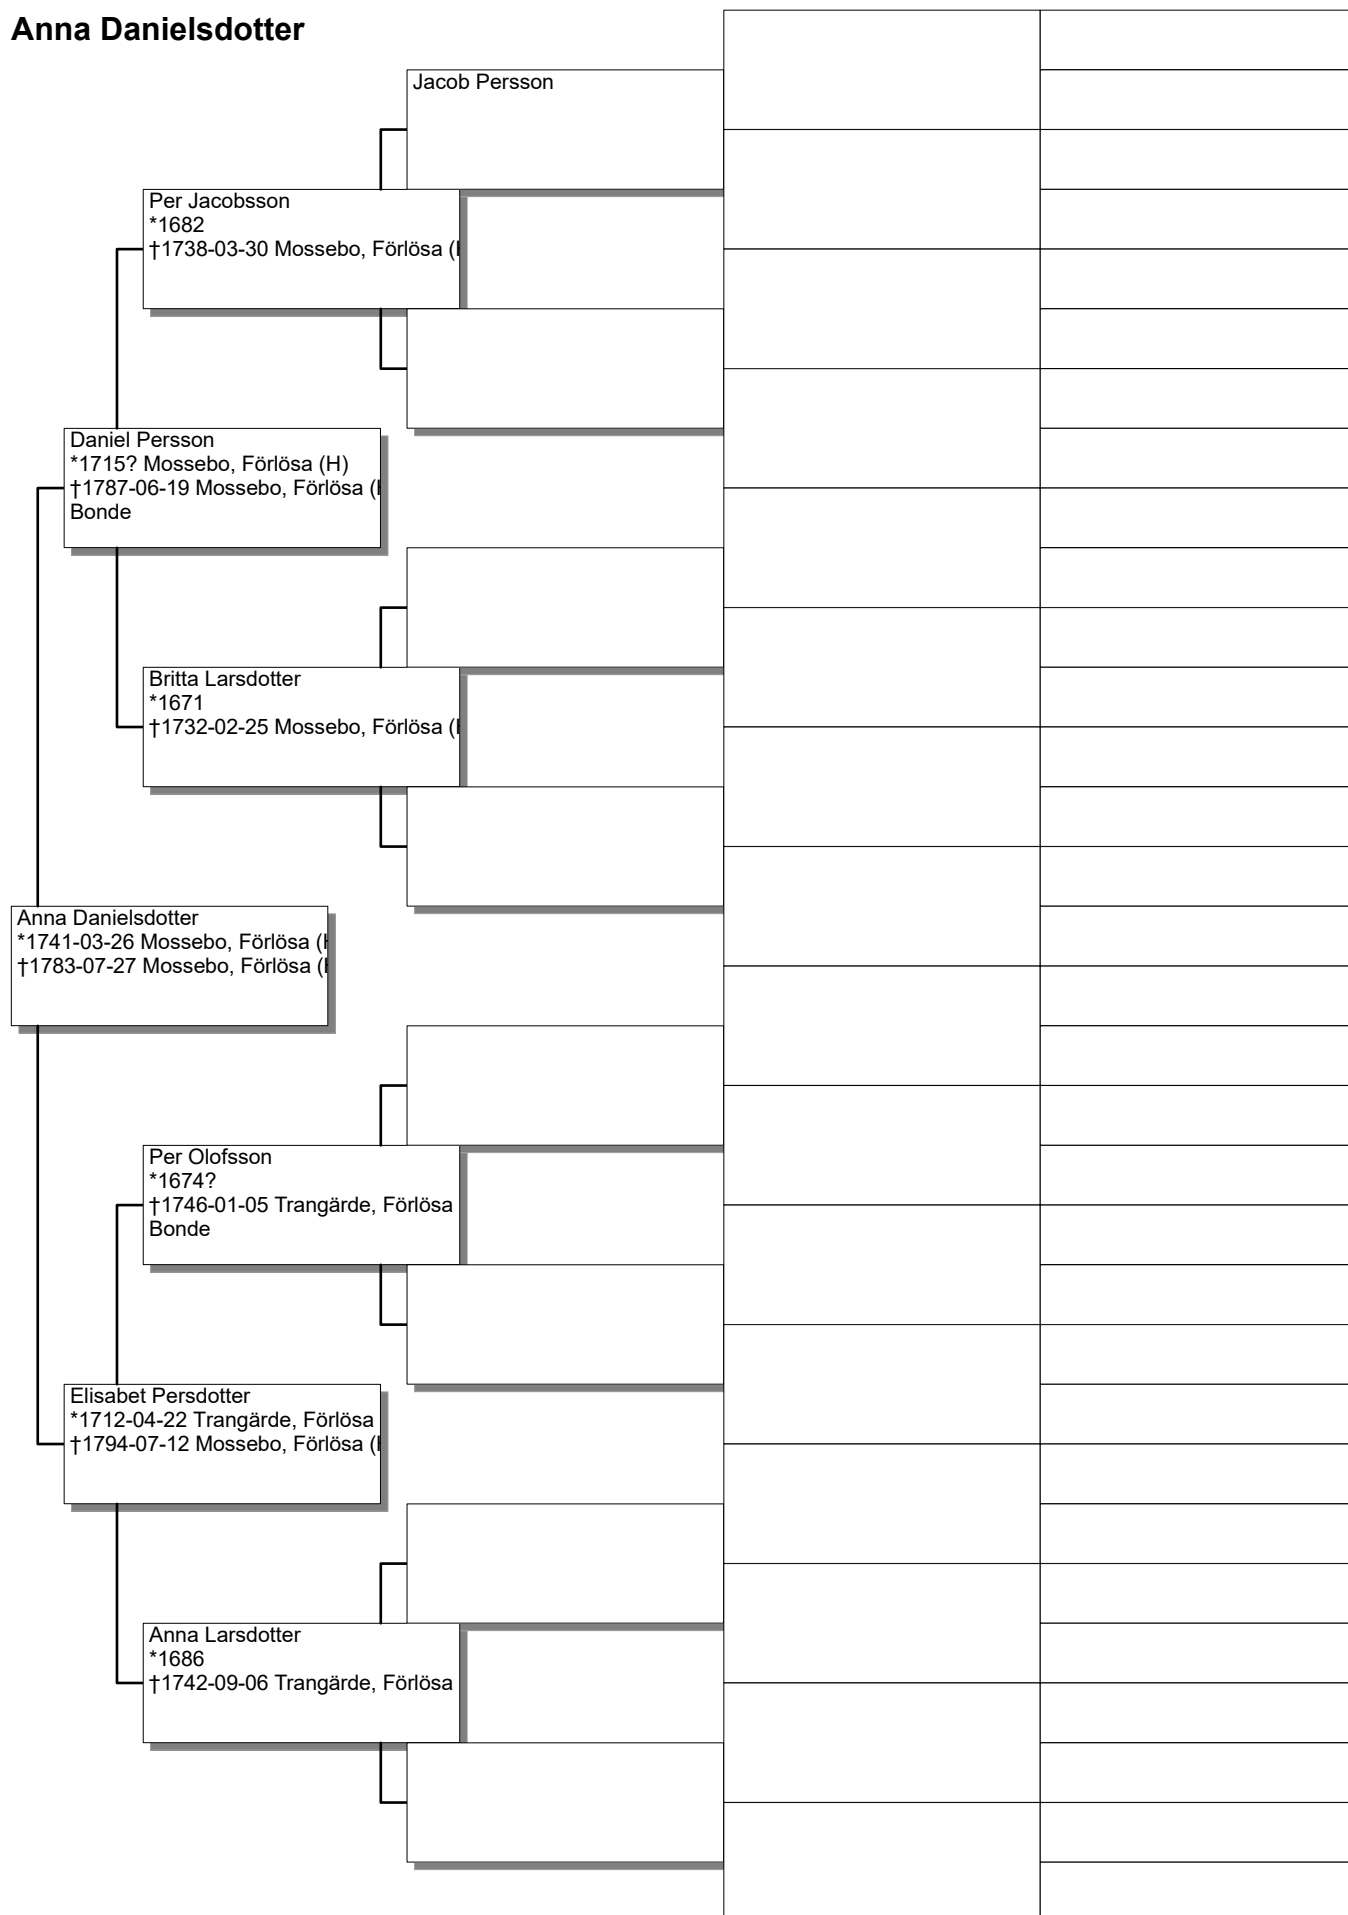 Anna Danielsdotter
Jacob Persson
Per Jacobsson
*1682
†1738-03-30 Mossebo, Förlösa (
Daniel Persson
*1715? Mossebo, Förlösa (H)
†1787-06-19 Mossebo, Förlösa (
Bonde
Britta Larsdotter
*1671
†1732-02-25 Mossebo, Förlösa (
Anna Danielsdotter
*1741-03-26 Mossebo, Förlösa (
†1783-07-27 Mossebo, Förlösa (
Per Olofsson
*1674?
†1746-01-05 Trangärde, Förlösa
Bonde
Elisabet Persdotter
*1712-04-22 Trangärde, Förlösa
†1794-07-12 Mossebo, Förlösa (
Anna Larsdotter
*1686
†1742-09-06 Trangärde, Förlösa